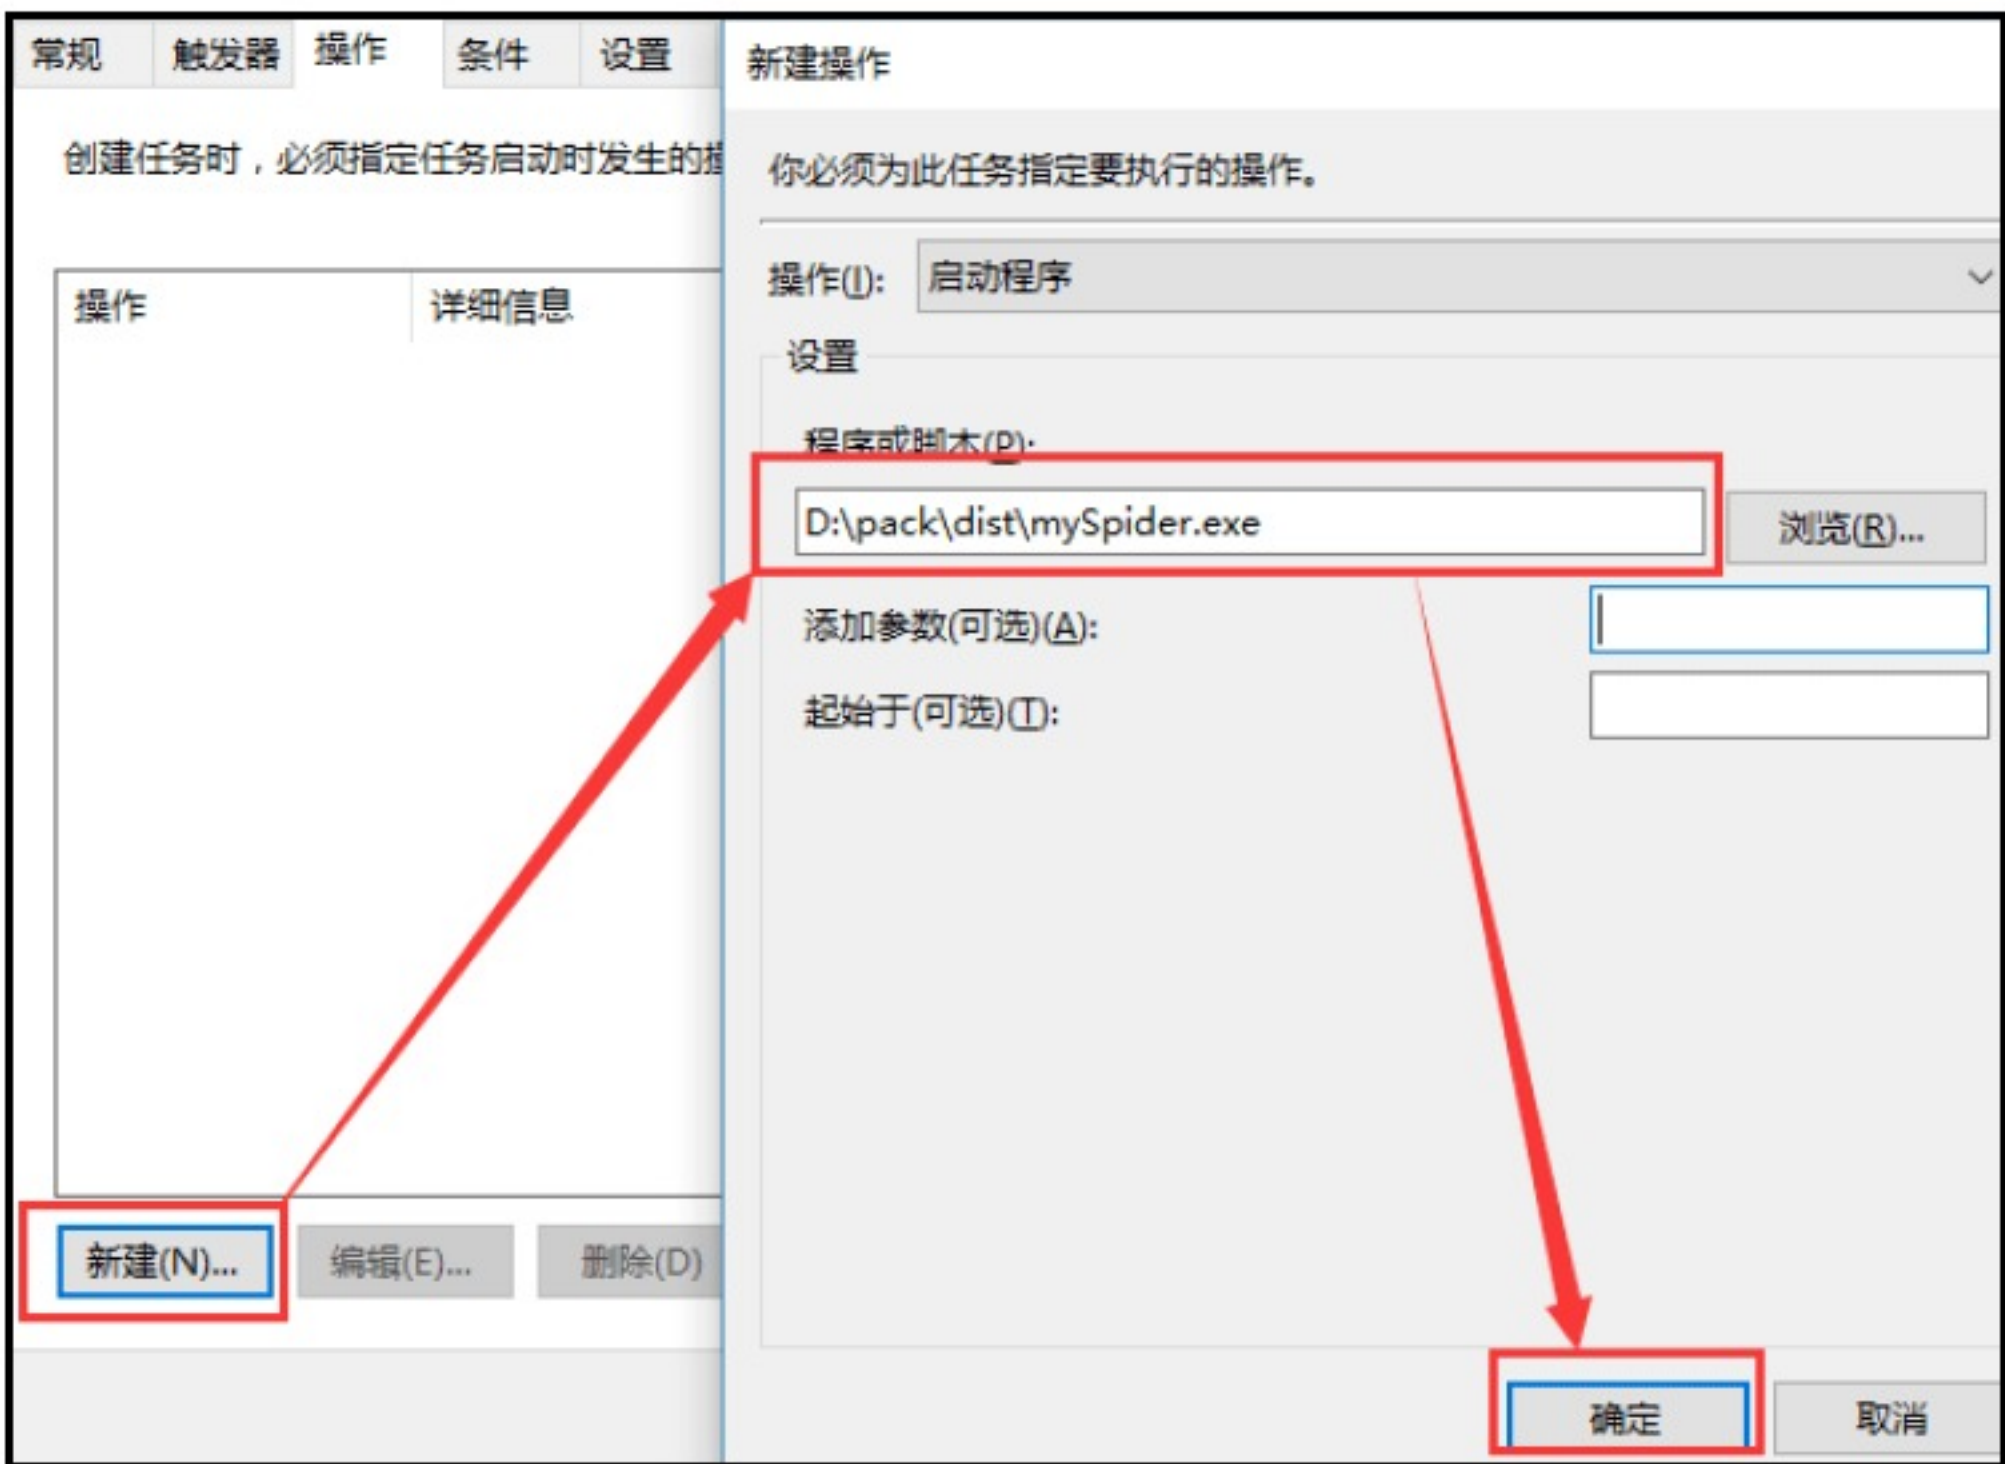 常规 触发器 操作 条件 设置
创建任务时，必须指定任务启动时发生的
操作 详细信息
新建(N)... 编辑(E)... 删除(D)
新建操作
你必须为此任务指定要执行的操作。
操作(I): 启动程序
设置
程序或脚本(P):
D:\pack\dist\mySpider.exe 浏览(R)...
添加参数(可选)(A):
起始于(可选)(T):
确定 取消